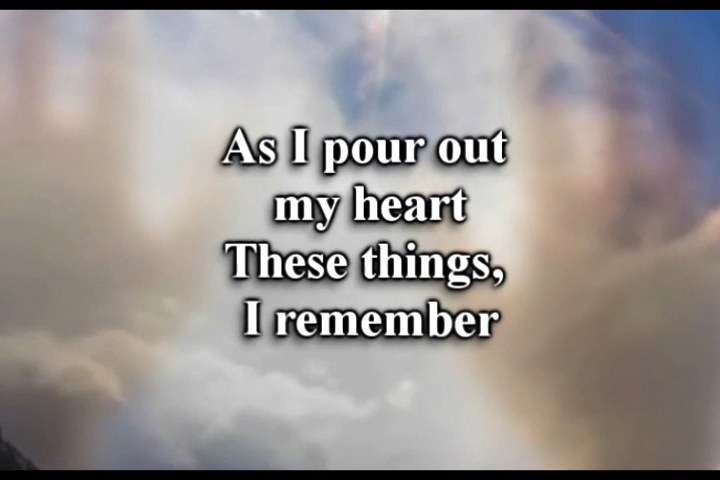 As I pour out
my heart
These things,
I remember